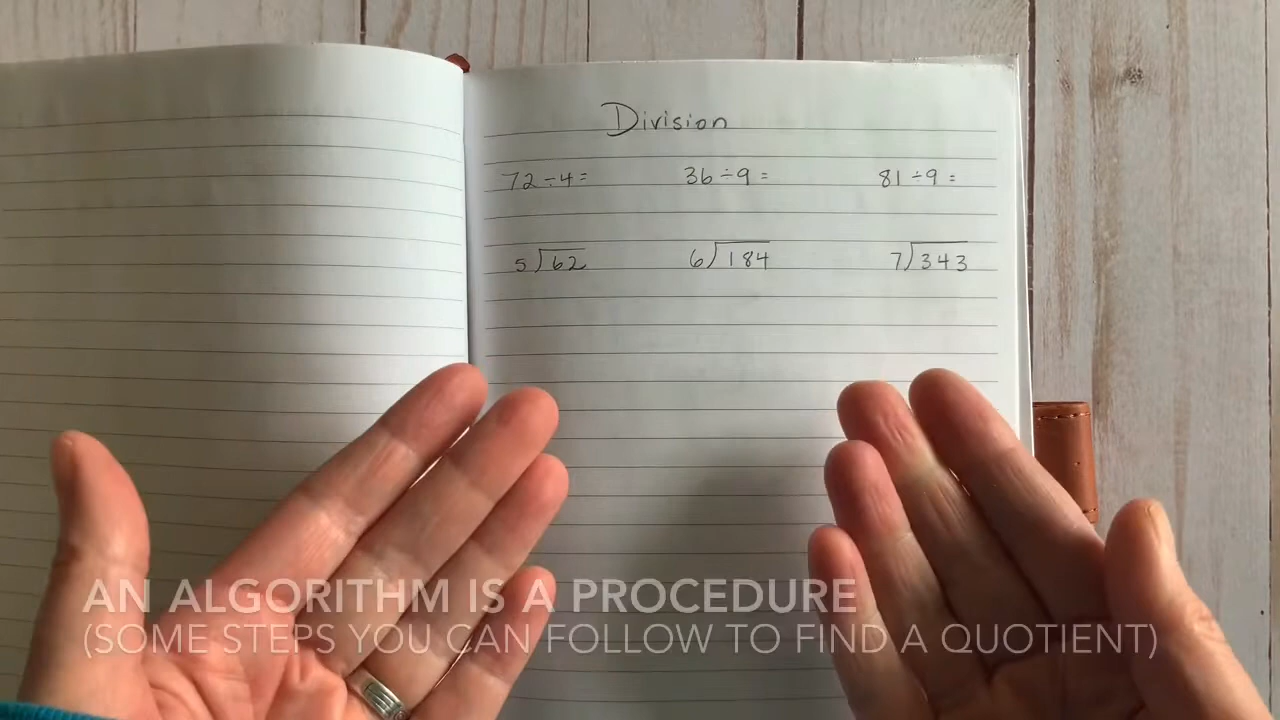 Division
72÷4= 36÷9= 81÷9=
5)62 6)184 7)343
AN ALGORITHM IS A PROCEDURE
(SOME STEPS YOU CAN FOLLOW TO FIND A QUOTIENT)